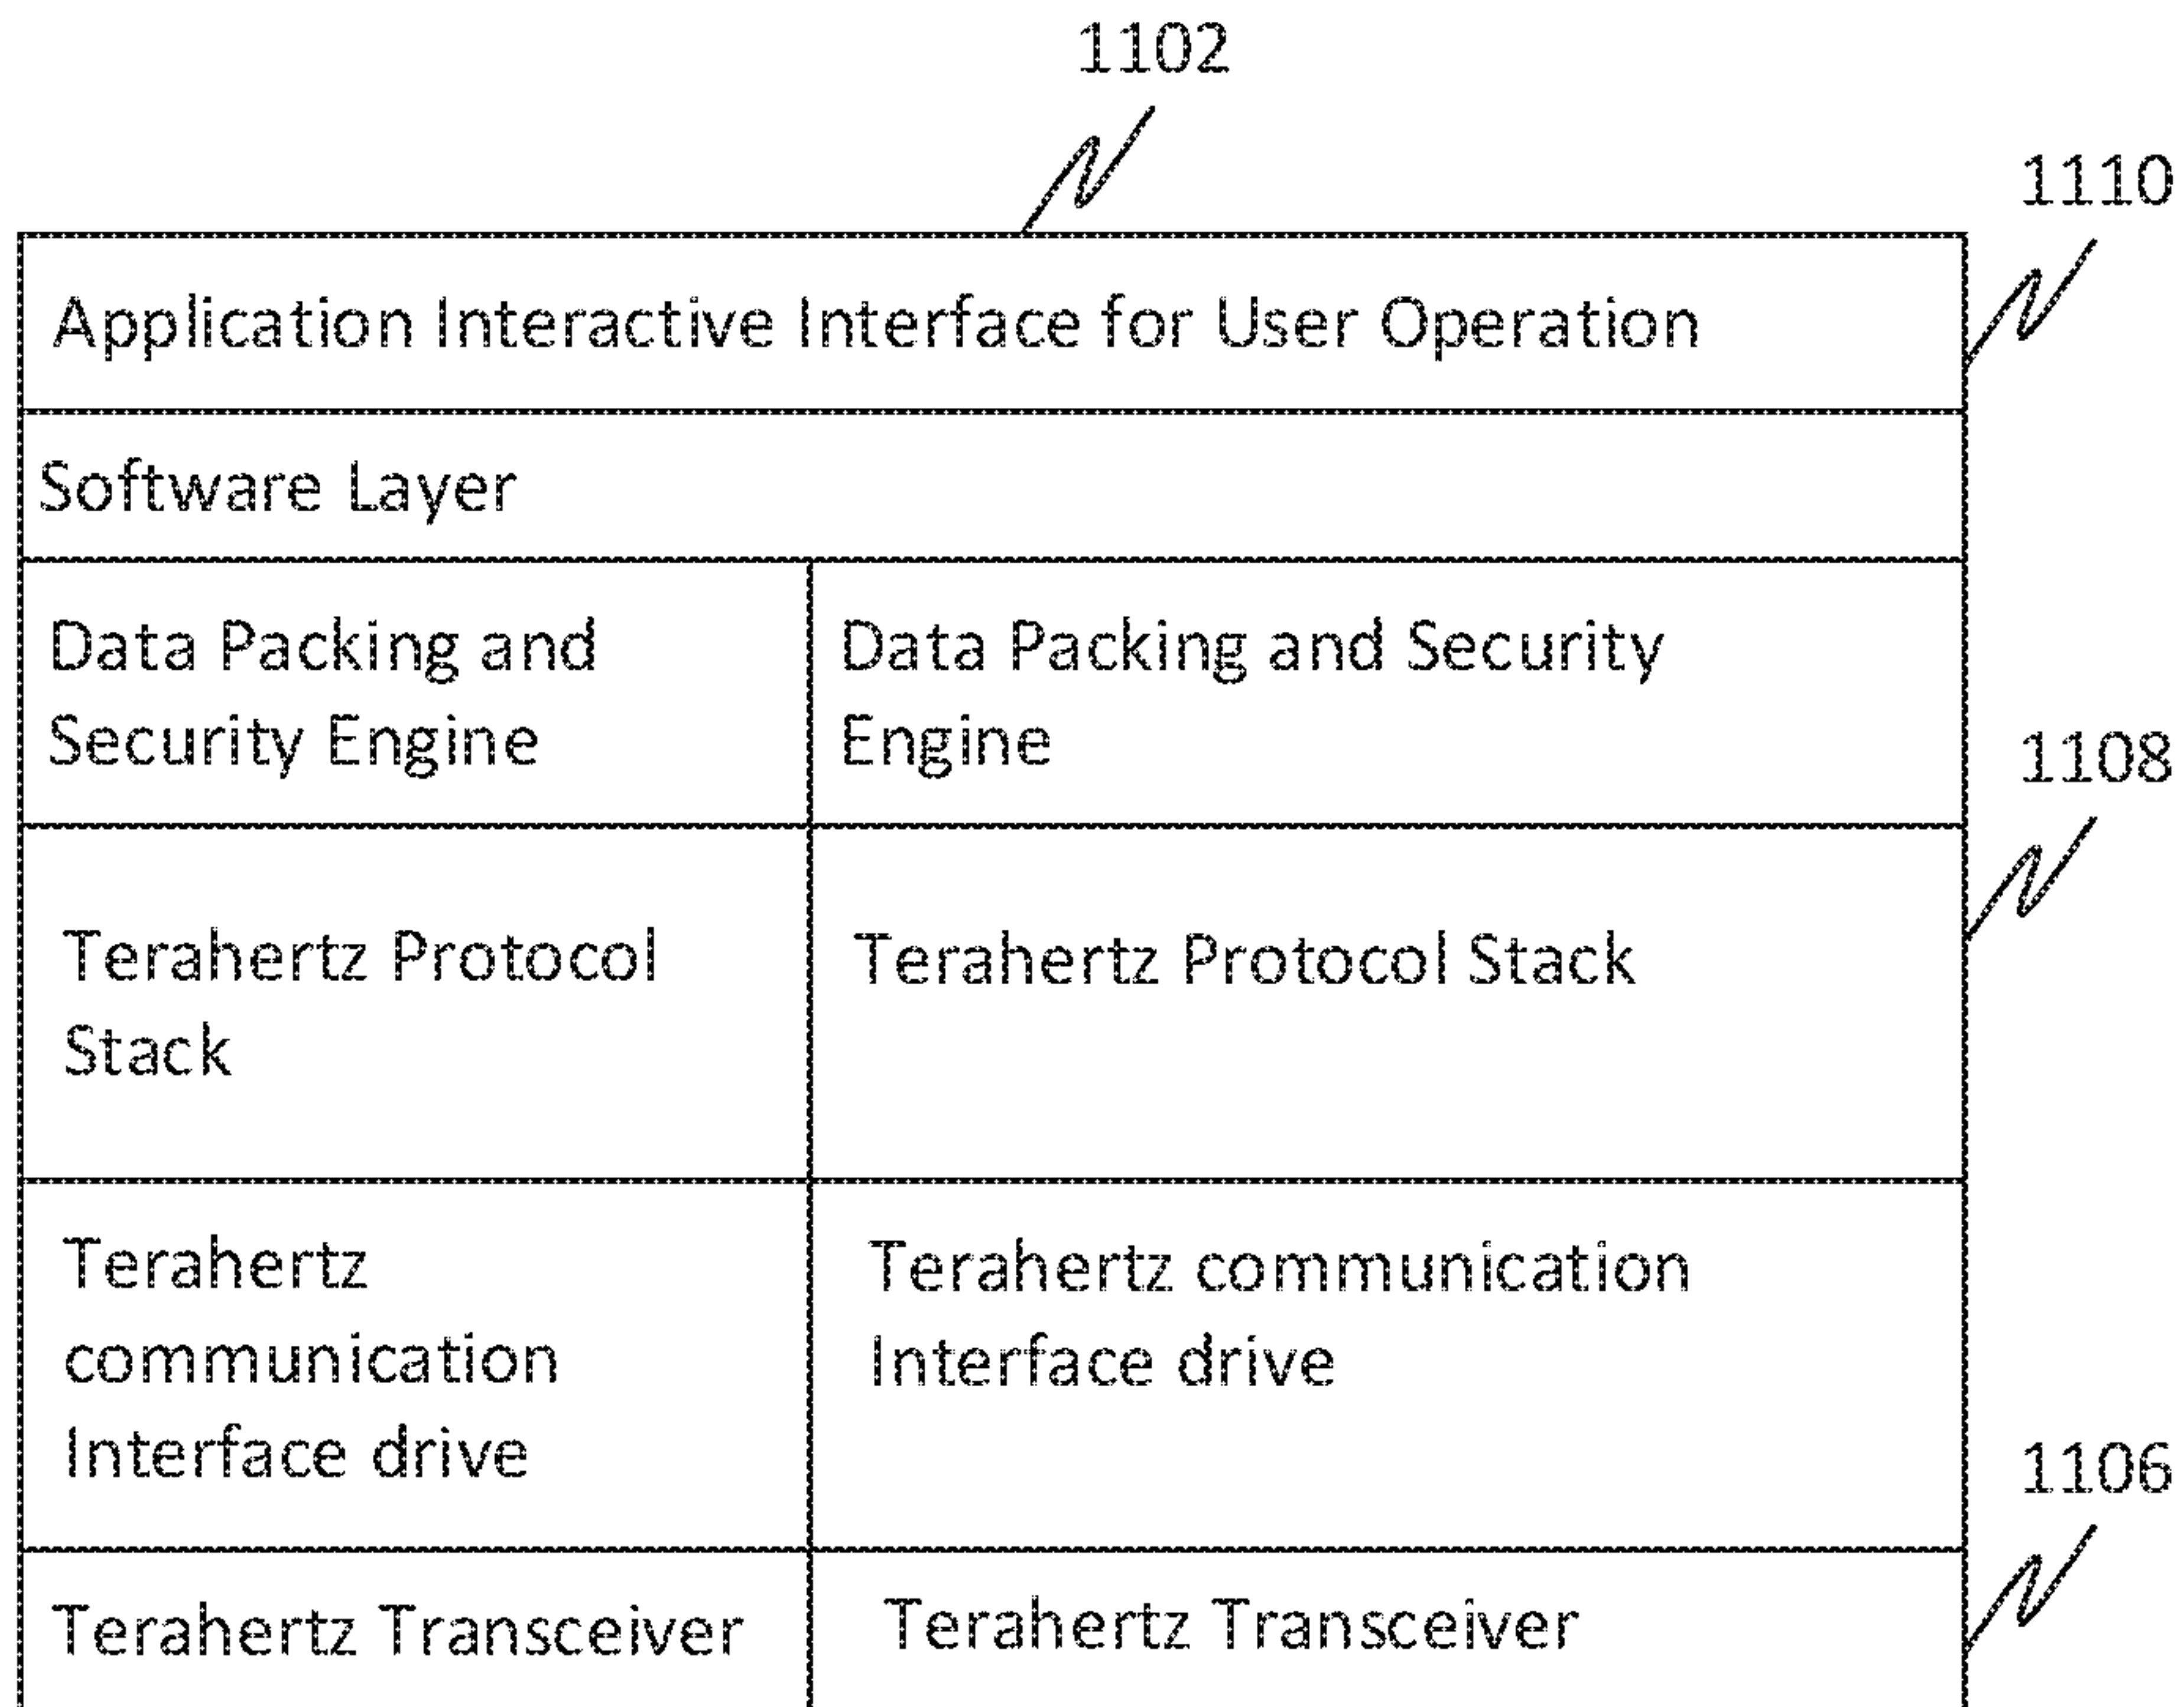 1102
1110
Application Interactive Interface for User Operation
Software Layer
Data Packing and
Security Engine
Data Packing and Security
Engine
1108
Terahertz Protocol
Stack
Terahertz Protocol Stack
Terahertz
communication
Interface drive
Terahertz communication
Interface drive
1106
Terahertz Transceiver
Terahertz Transceiver